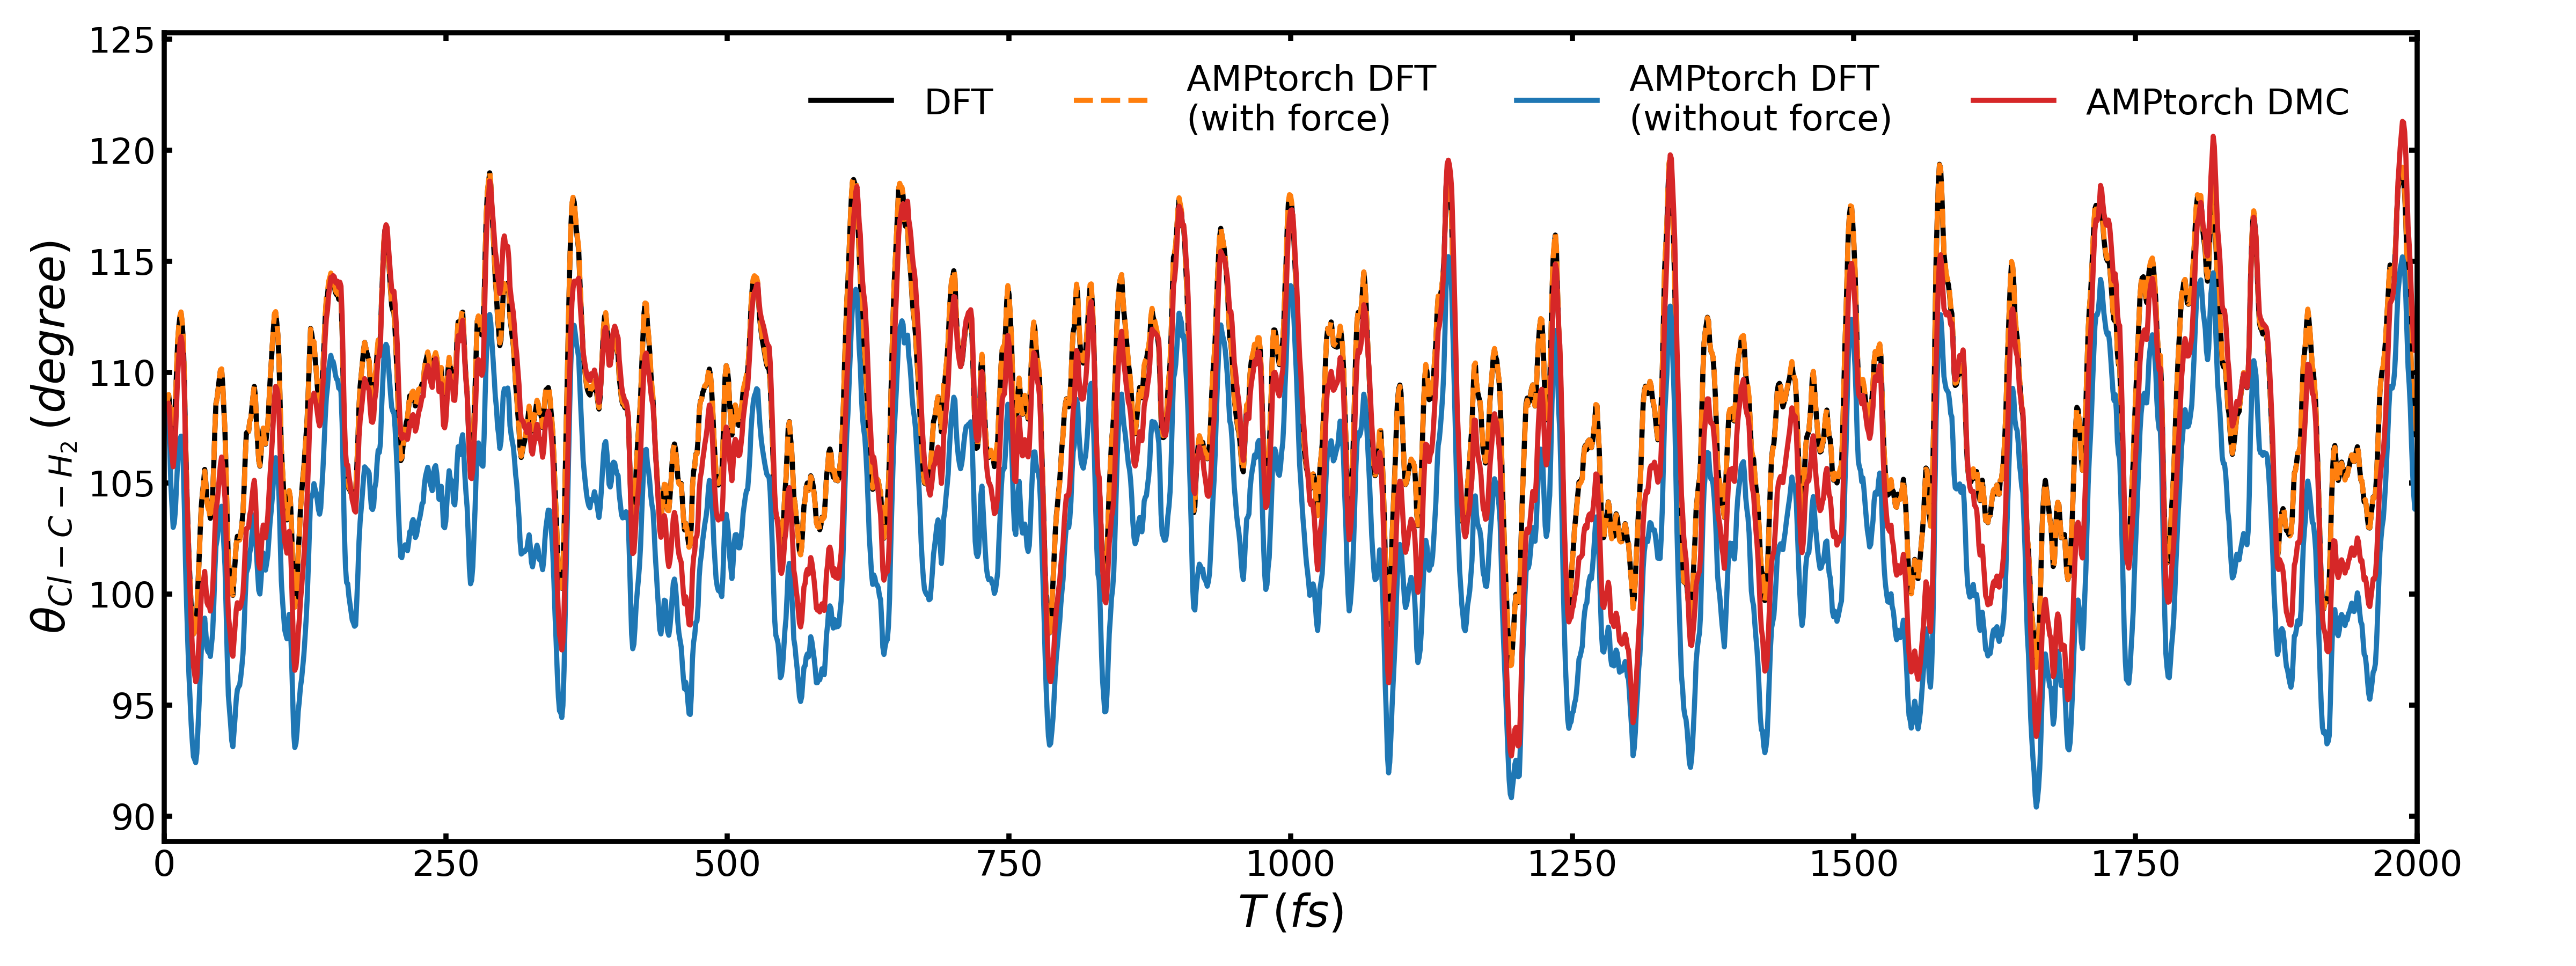 125
120
115
110
105
100
95
90
θCl−C−H2 (degree)
DFT
AMPtorch DFT
(with force)
AMPtorch DFT
(without force)
AMPtorch DMC
0 250 500 750 1000 1250 1500 1750 2000
T (fs)